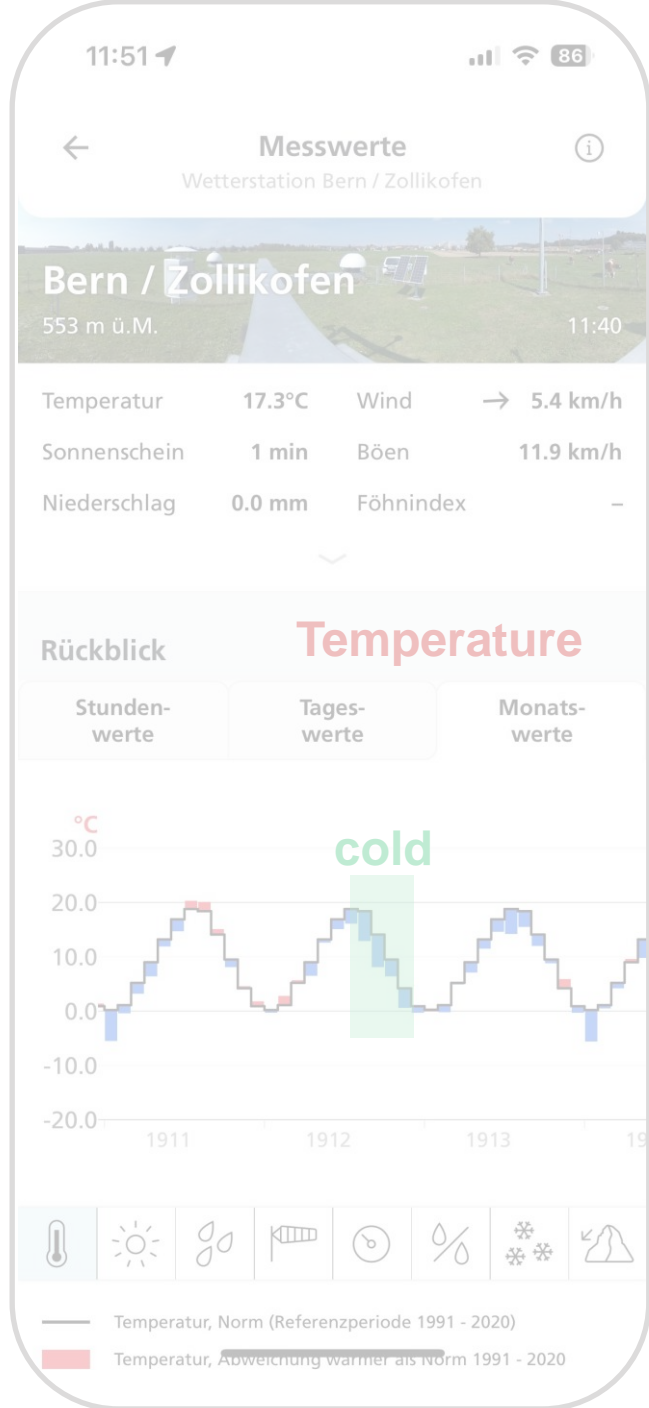 11:51
86
Messwerte
Wetterstation Bern / Zollikofen
Bern / Zollikofen
553 m ü.M. 11:40
Temperatur 17.3°C Wind → 5.4 km/h
Sonnenschein 1 min Böen 11.9 km/h
Niederschlag 0.0 mm Föhnindex –
Rückblick Temperature
Stunden-
werte
Tages-
werte
Monats-
werte
°C
cold
30.0
20.0
10.0
0.0
-10.0
-20.0
1911 1912 1913 19
Temperatur, Norm (Referenzperiode 1991 - 2020)
Temperatur, Abweichung wärmer als Norm 1991 - 2020